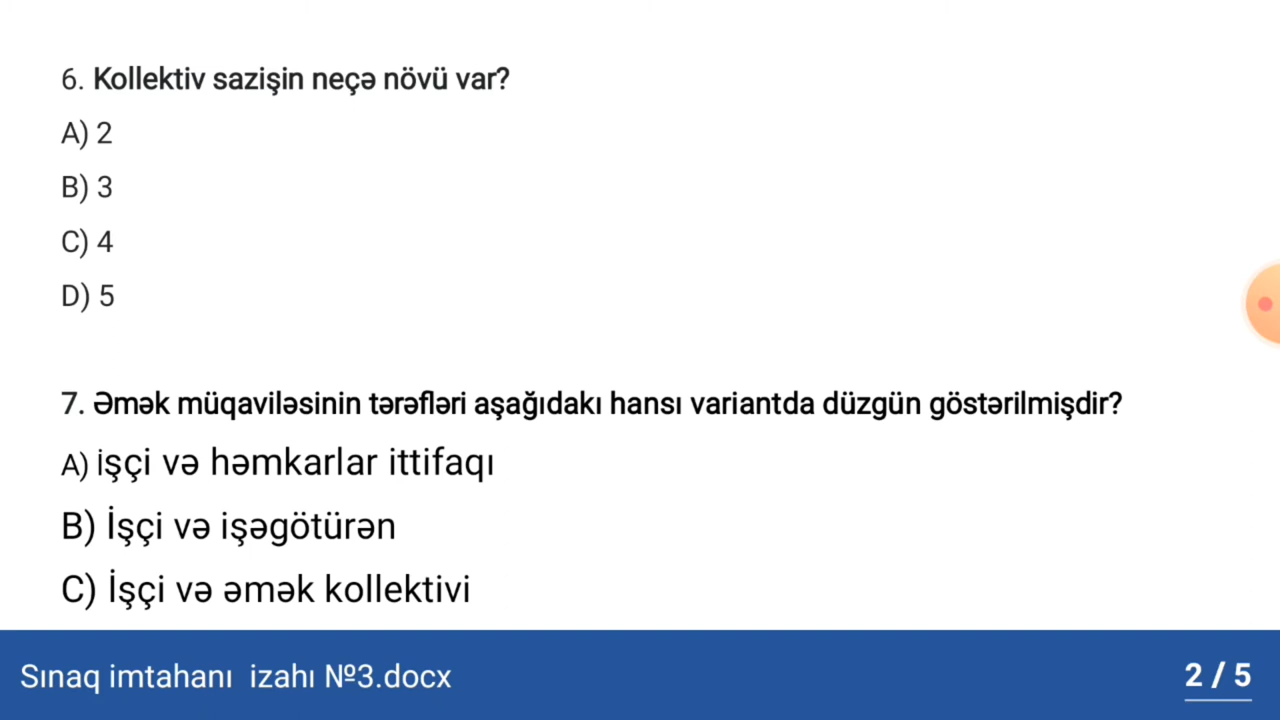 6. Kollektiv sazişin neçə növü var?
A) 2
B) 3
C) 4
D) 5
7. Əmək müqaviləsinin tərəfləri aşağıdakı hansı variantda düzgün göstərilmişdir?
A) İşçi və həmkarlar ittifaqı
B) İşçi və işəgötürən
C) İşçi və əmək kollektivi
Sınaq imtahanı izahı №3.docx
2 / 5